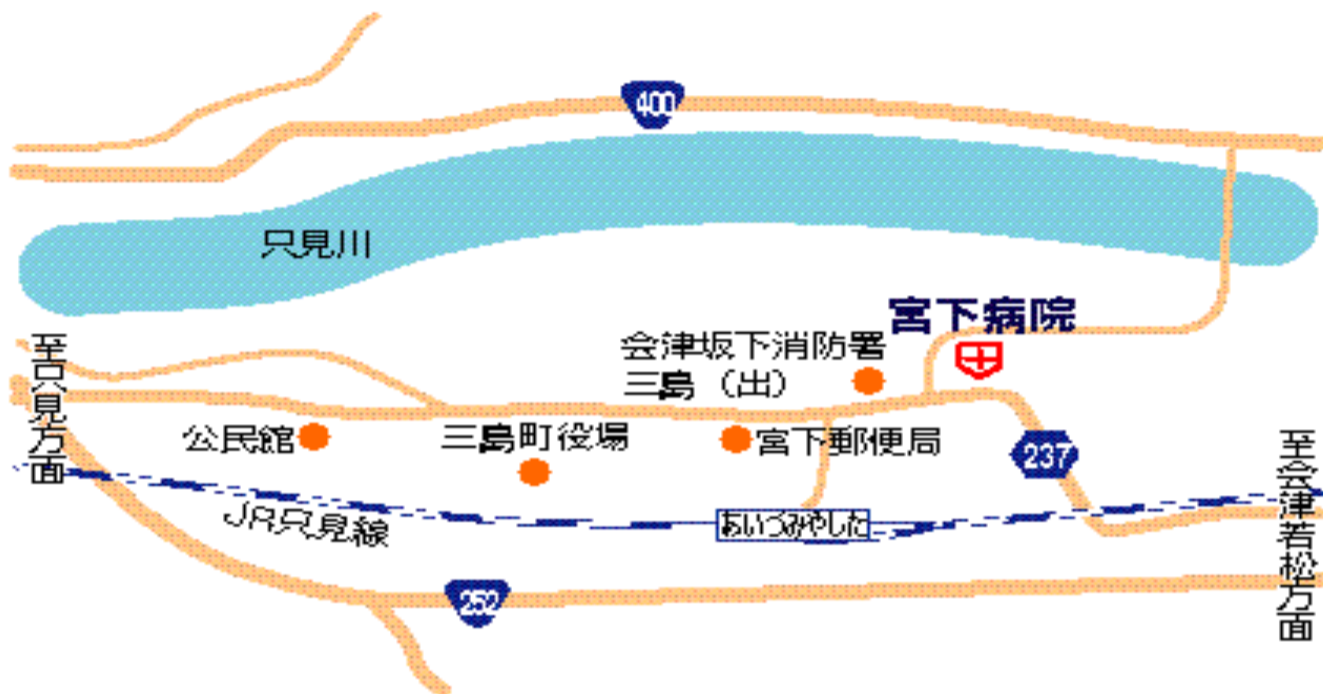 400
只見川
宮下病院
会津坂下消防署
三島（出）
至只見方面
公民館
三島町役場
宮下郵便局
237
至会津若松方面
JR只見線
あいづみやした
252